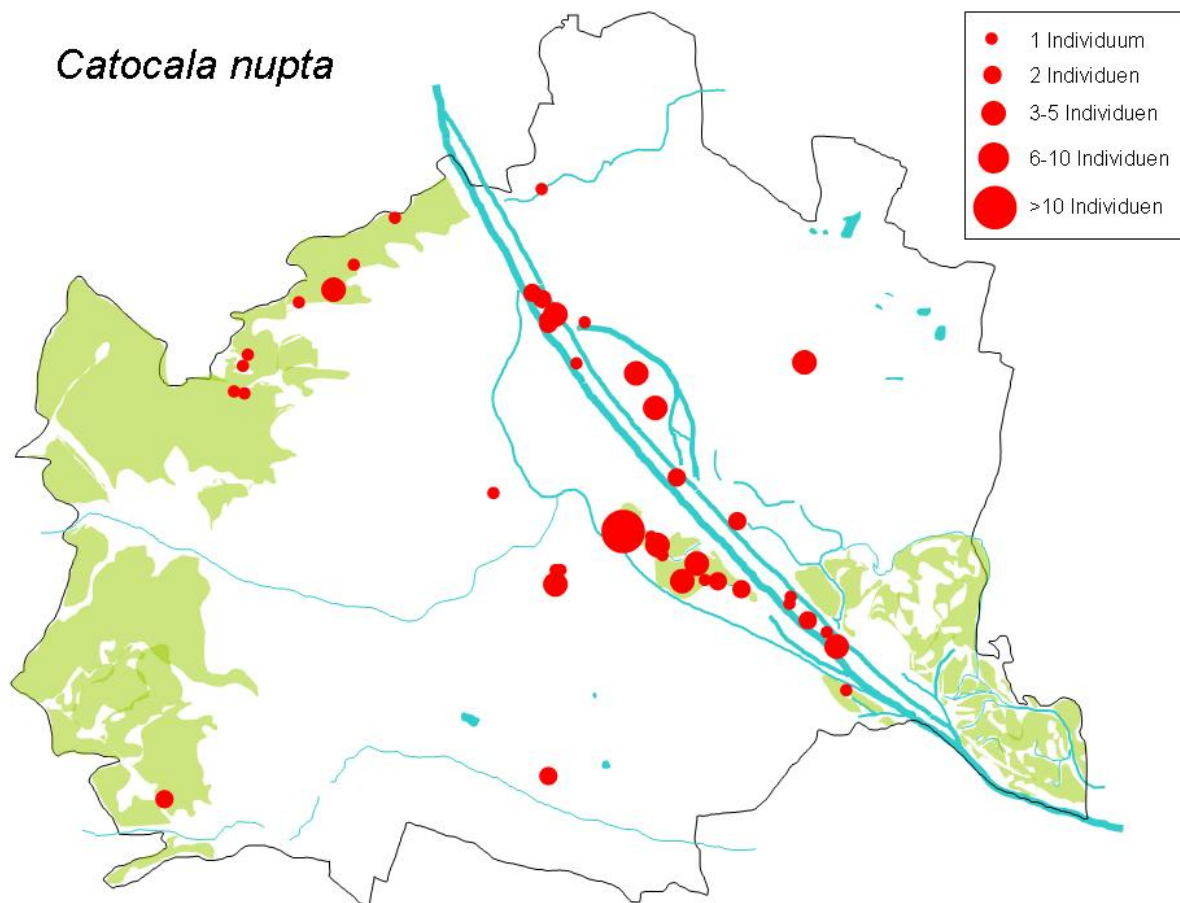 Catocala nupta
1 Individuum
2 Individuen
3-5 Individuen
6-10 Individuen
>10 Individuen